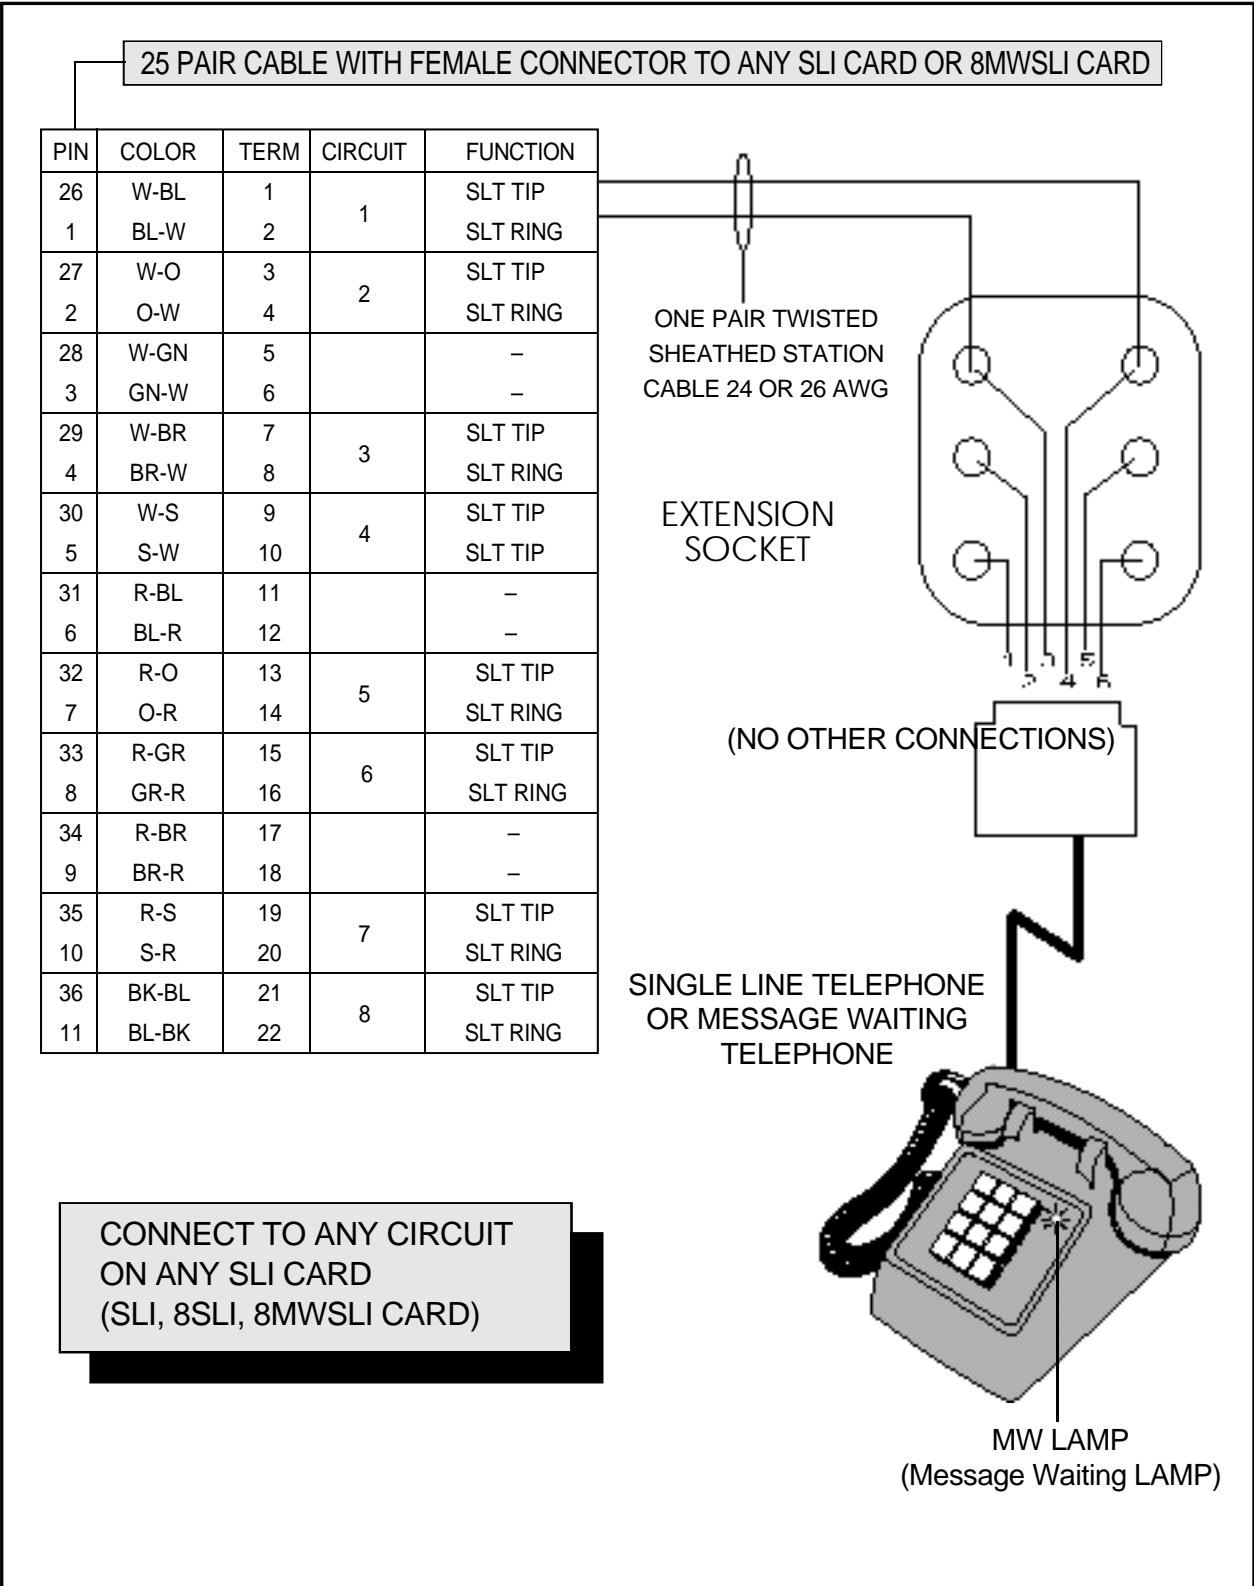 25 PAIR CABLE WITH FEMALE CONNECTOR TO ANY SLI CARD OR 8MWSLI CARD
PIN COLOR TERM CIRCUIT FUNCTION
26 W-BL 1 1 SLT TIP
1 BL-W 2 SLT RING
27 W-O 3 2 SLT TIP
2 O-W 4 SLT RING
28 W-GN 5 –
3 GN-W 6 –
29 W-BR 7 3 SLT TIP
4 BR-W 8 SLT RING
30 W-S 9 4 SLT TIP
5 S-W 10 SLT TIP
31 R-BL 11 –
6 BL-R 12 –
32 R-O 13 5 SLT TIP
7 O-R 14 SLT RING
33 R-GR 15 6 SLT TIP
8 GR-R 16 SLT RING
34 R-BR 17 –
9 BR-R 18 –
35 R-S 19 7 SLT TIP
10 S-R 20 SLT RING
36 BK-BL 21 8 SLT TIP
11 BL-BK 22 SLT RING
ONE PAIR TWISTED
SHEATHED STATION
CABLE 24 OR 26 AWG
EXTENSION
SOCKET
1 2 3 4 5 6
(NO OTHER CONNECTIONS)
SINGLE LINE TELEPHONE
OR MESSAGE WAITING
TELEPHONE
CONNECT TO ANY CIRCUIT
ON ANY SLI CARD
(SLI, 8SLI, 8MWSLI CARD)
MW LAMP
(Message Waiting LAMP)